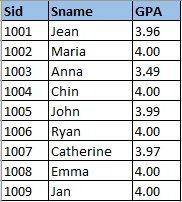 Sid Sname GPA
1001 Jean 3.96
1002 Maria 4.00
1003 Anna 3.49
1004 Chin 4.00
1005 John 3.99
1006 Ryan 4.00
1007 Catherine 3.97
1008 Emma 4.00
1009 Jan 4.00